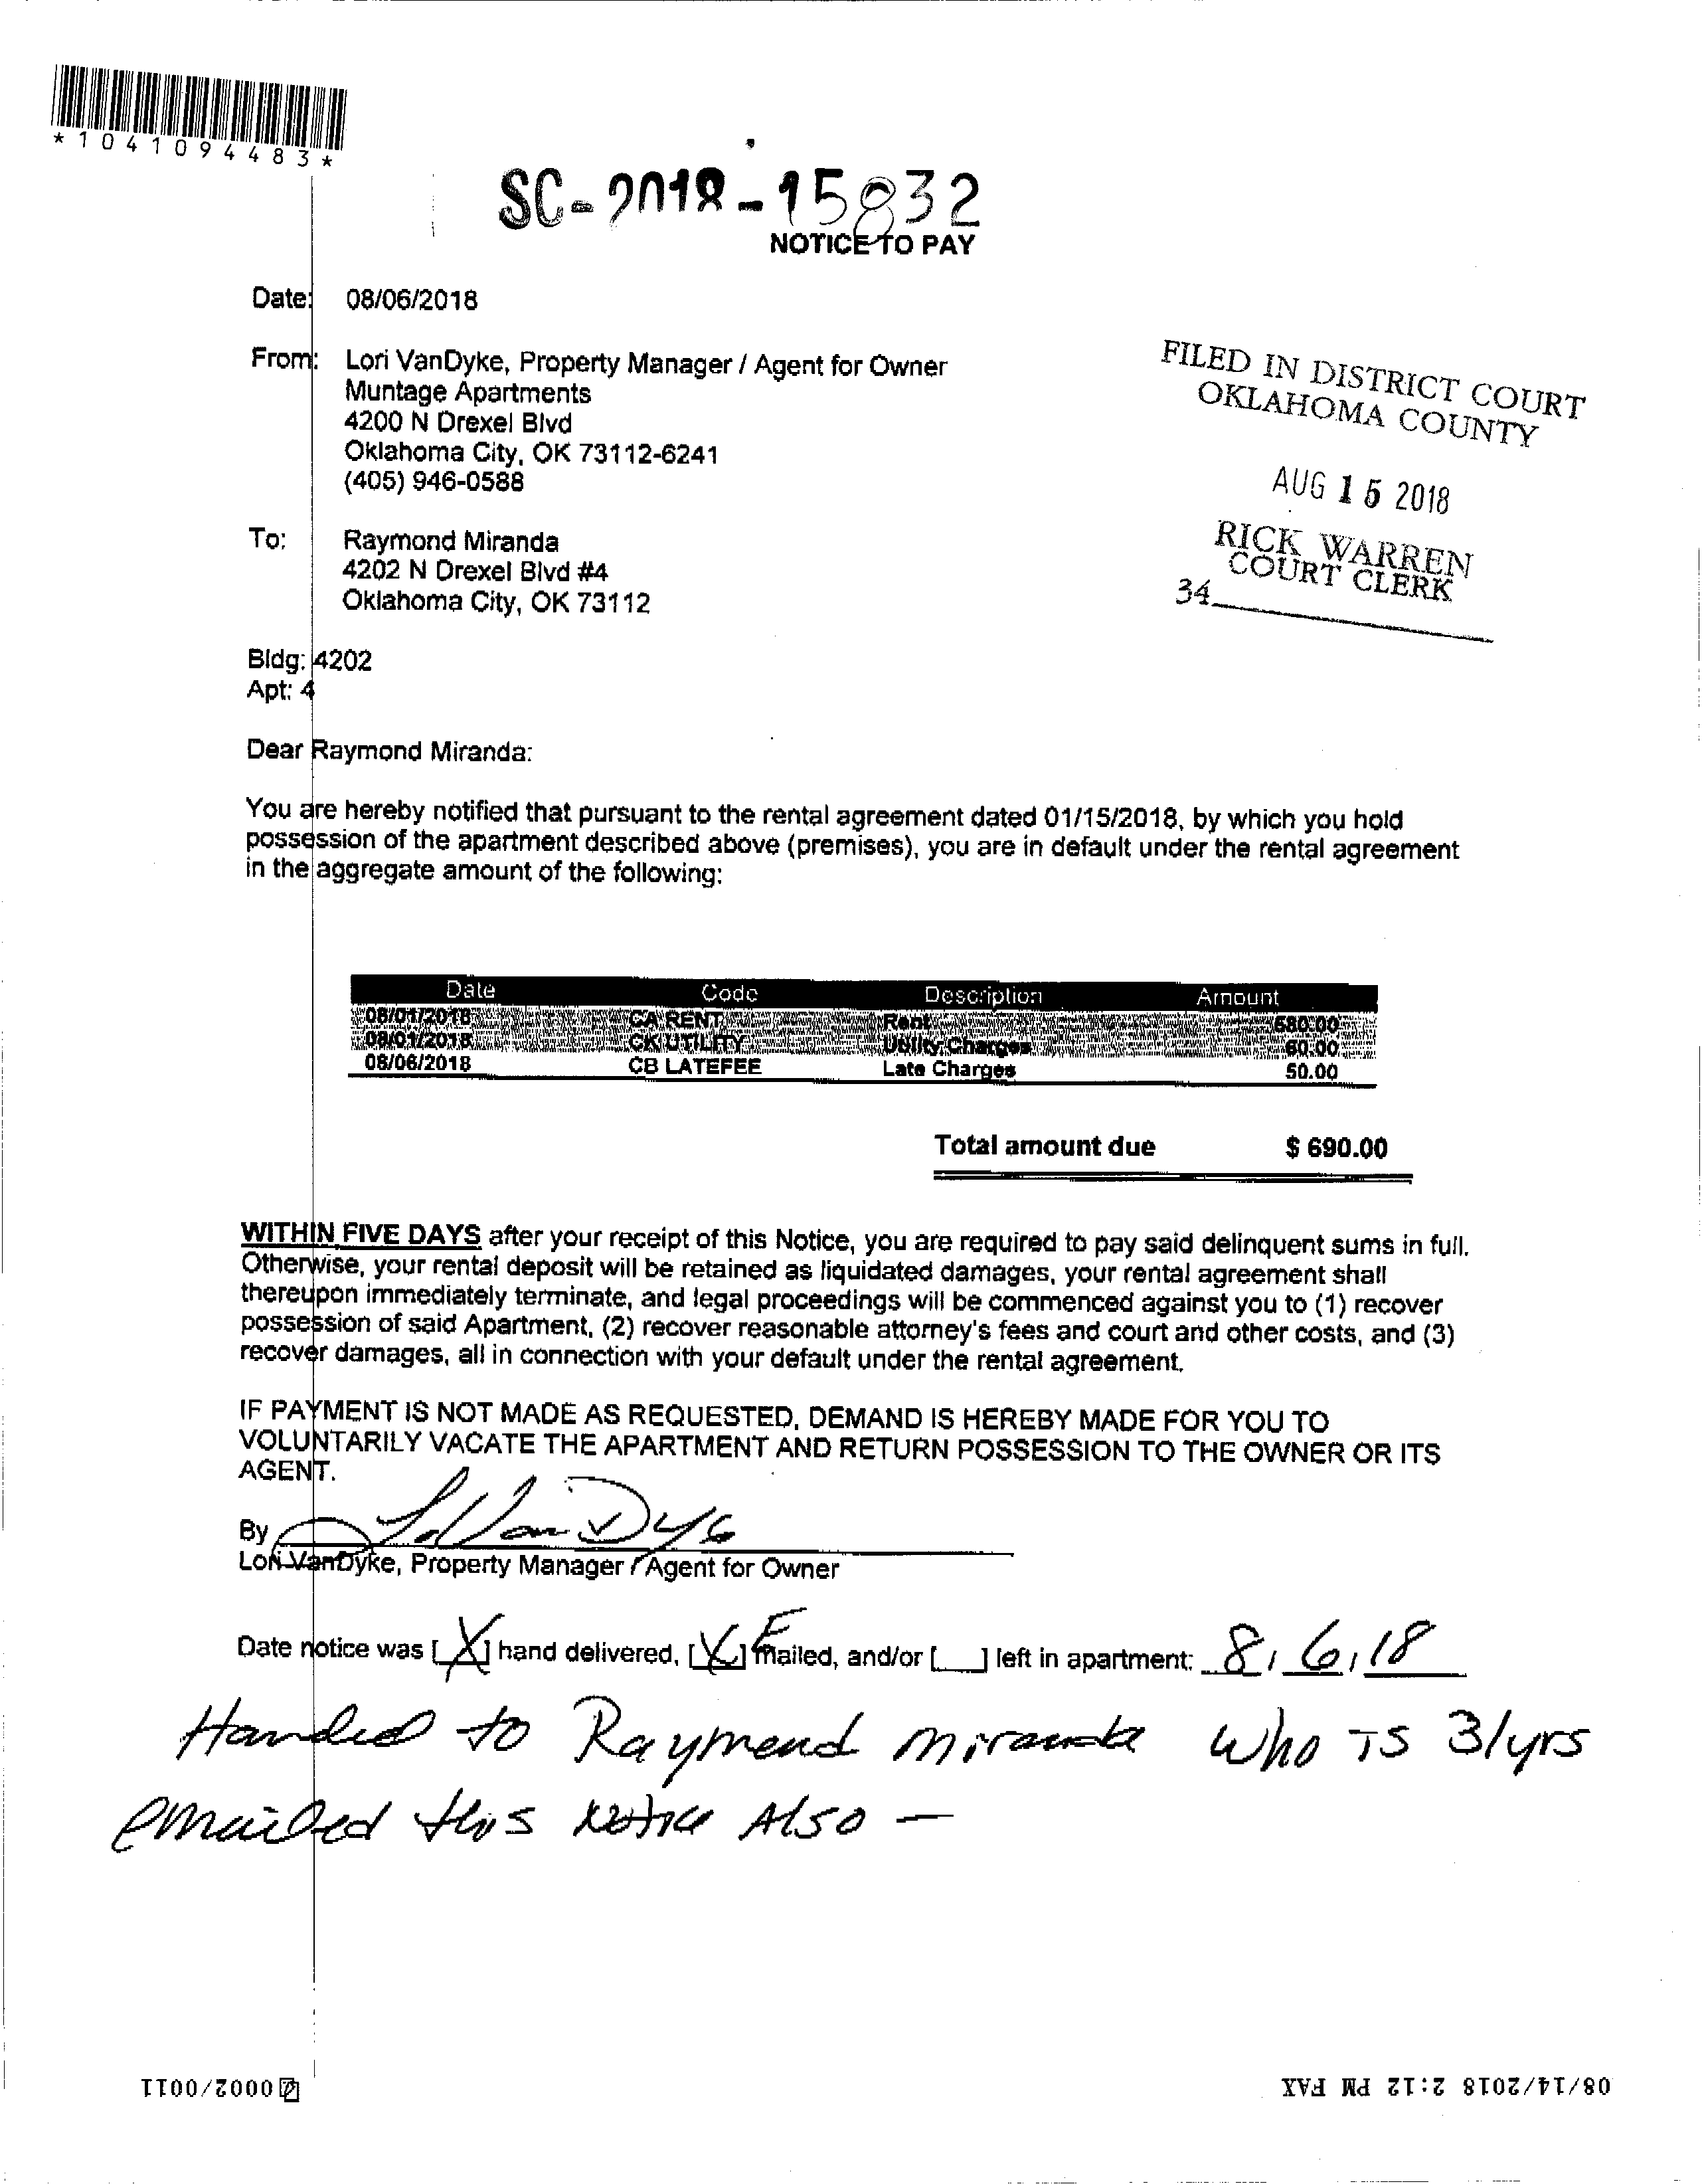 *1041094483*
SC-2018-15832
NOTICE TO PAY
Date: 08/06/2018
From: Lori VanDyke, Property Manager / Agent for Owner
Muntage Apartments
4200 N Drexel Blvd
Oklahoma City, OK 73112-6241
(405) 946-0588
FILED IN DISTRICT COURT
OKLAHOMA COUNTY
AUG 15 2018
RICK WARREN
COURT CLERK
34
To: Raymond Miranda
4202 N Drexel Blvd #4
Oklahoma City, OK 73112
Bldg: 4202
Apt: 4
Dear Raymond Miranda:
You are hereby notified that pursuant to the rental agreement dated 01/15/2018, by which you hold
possession of the apartment described above (premises), you are in default under the rental agreement
in the aggregate amount of the following:
Date Code Description Amount
08/01/2018 CA RENT Rent 580.00
08/01/2018 CK UTILITY Utility Charges 60.00
08/06/2018 CB LATEFEE Late Charges 50.00
Total amount due $ 690.00
WITHIN FIVE DAYS after your receipt of this Notice, you are required to pay said delinquent sums in full.
Otherwise, your rental deposit will be retained as liquidated damages, your rental agreement shall
thereupon immediately terminate, and legal proceedings will be commenced against you to (1) recover
possession of said Apartment, (2) recover reasonable attorney's fees and court and other costs, and (3)
recover damages, all in connection with your default under the rental agreement.
IF PAYMENT IS NOT MADE AS REQUESTED, DEMAND IS HEREBY MADE FOR YOU TO
VOLUNTARILY VACATE THE APARTMENT AND RETURN POSSESSION TO THE OWNER OR ITS
AGENT.
By Lori VanDyke
Lori VanDyke, Property Manager / Agent for Owner
Date notice was [X] hand delivered, [X] Emailed, and/or [__] left in apartment: 8/6/18
Handed to Raymond Miranda who is 31yrs
emailed this Notice Also —
0002/0011
08/14/2018 2:12 PM FAX